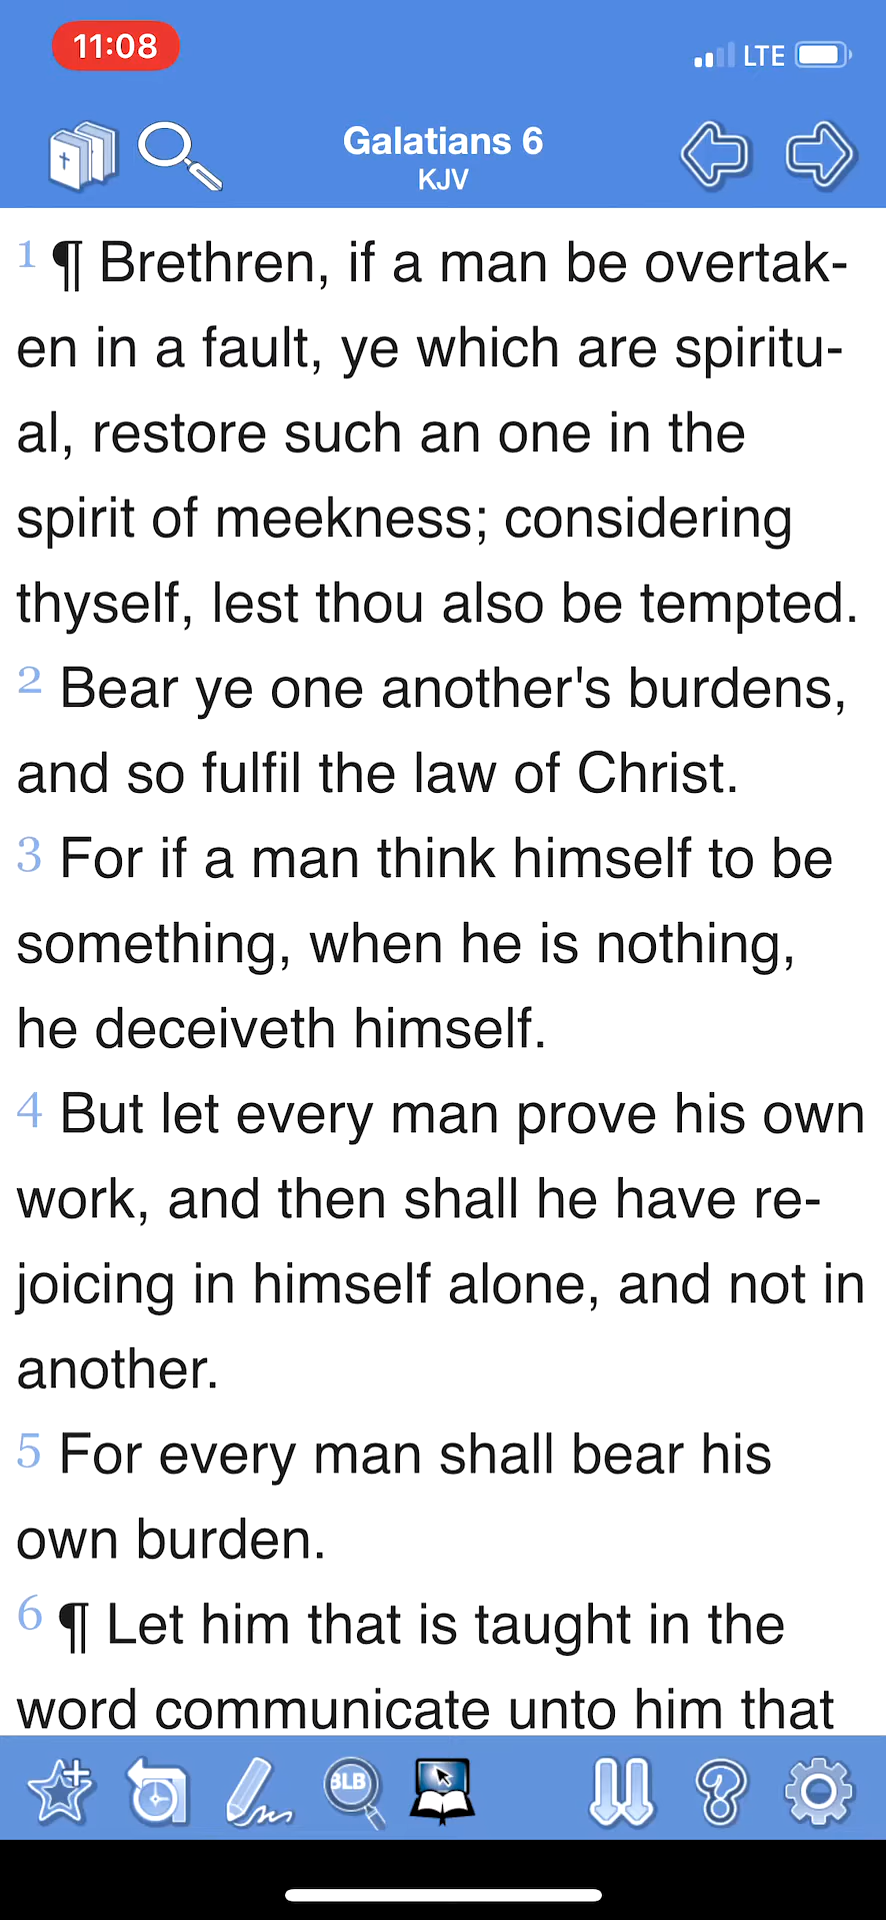 11:08
LTE
Galatians 6
KJV
1 ¶ Brethren, if a man be overtak-
en in a fault, ye which are spiritu-
al, restore such an one in the
spirit of meekness; considering
thyself, lest thou also be tempted.
2 Bear ye one another's burdens,
and so fulfil the law of Christ.
3 For if a man think himself to be
something, when he is nothing,
he deceiveth himself.
4 But let every man prove his own
work, and then shall he have re-
joicing in himself alone, and not in
another.
5 For every man shall bear his
own burden.
6 ¶ Let him that is taught in the
word communicate unto him that
BLB